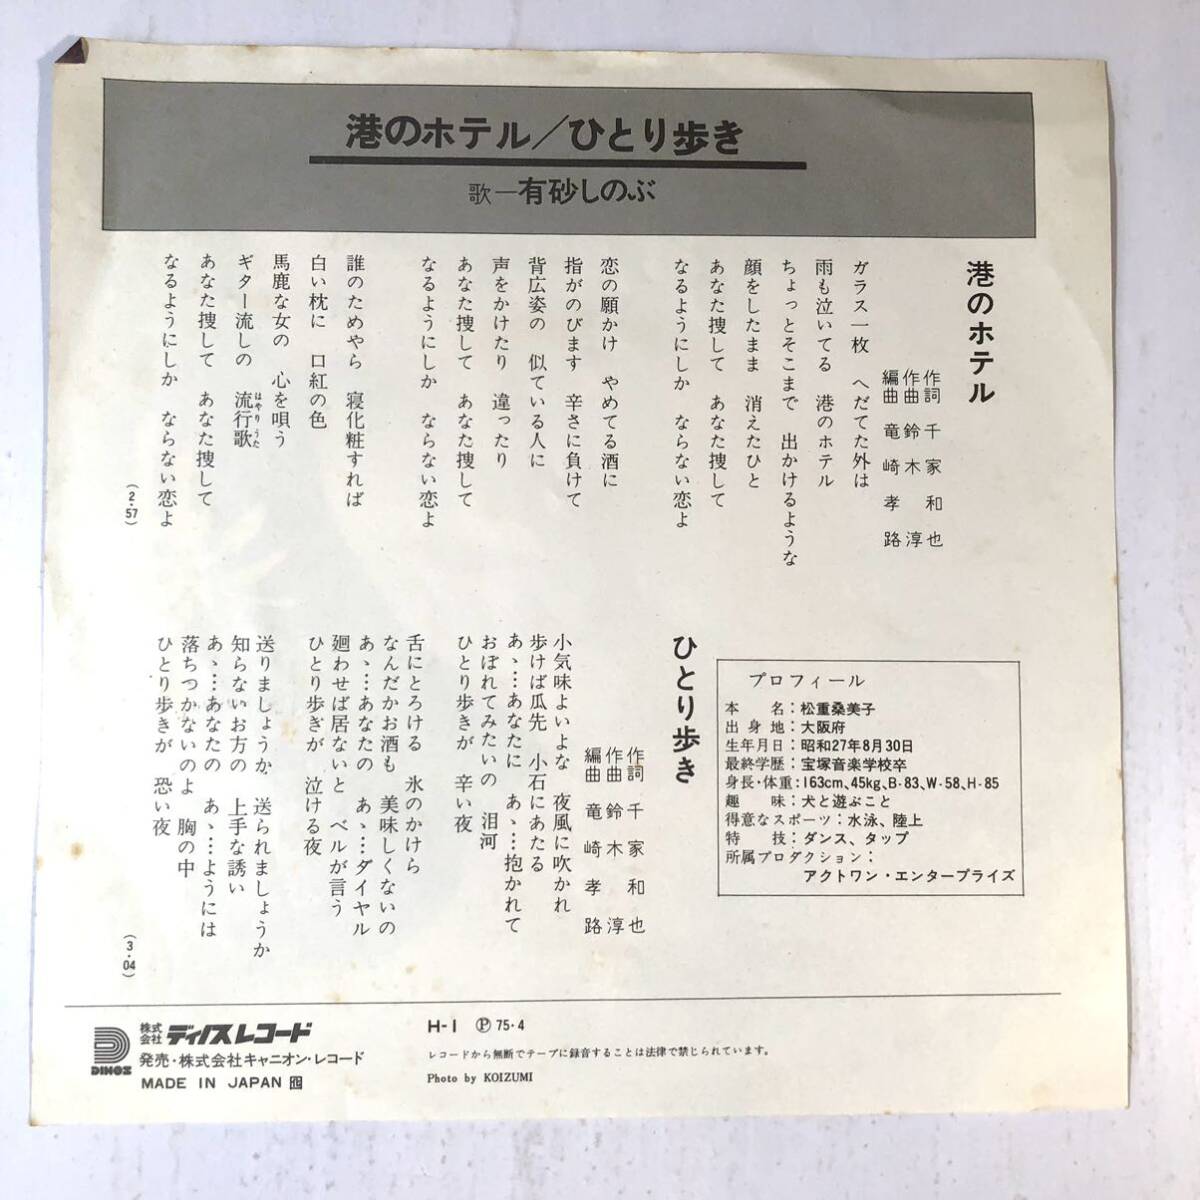 港のホテル/ひとり歩き
歌―有砂しのぶ
港のホテル
作詞 千家和也
作曲 鈴木淳
編曲 竜崎孝路
ガラス一枚 へだてた外は
雨も泣いてる 港のホテル
ちょっとそこまで 出かけるような
顔をしたまま 消えたひと
あなた捜して あなた捜して
なるようにしか ならない恋よ
恋の願かけ やめてる酒に
指がのびます 辛さに負けて
背広姿の 似ている人に
声をかけたり 違ったり
あなた捜して あなた捜して
なるようにしか ならない恋よ
誰のためやら 寝化粧すれば
白い枕に 口紅の色
馬鹿な女の 心を唄う
ギター流しの 流行歌
はやりうた
あなた捜して あなた捜して
なるようにしか ならない恋よ
(2・57)
プロフィール
本名:松重桑美子
出身地:大阪府
生年月日:昭和27年8月30日
最終学歴:宝塚音楽学校卒
身長・体重:163cm、45kg、B-83、W-58、H-85
趣味:犬と遊ぶこと
得意なスポーツ:水泳、陸上
特技:ダンス、タップ
所属プロダクション:
アクトワン・エンタープライズ
ひとり歩き
作詞 千家和也
作曲 鈴木淳
編曲 竜崎孝路
小気味よいよな 夜風に吹かれ
歩けば瓜先 小石にあたる
あゝ…あなたに あゝ…抱かれて
おぼれてみたいの 泪河
ひとり歩きが 辛い夜
舌にとろける 氷のかけら
なんだかお酒も 美味しくないの
あゝ…あなたの あゝ…ダイヤル
廻わせば居ないと ベルが言う
ひとり歩きが 泣ける夜
送りましょうか 送られましょうか
知らないお方の 上手な誘い
あゝ…あなたの あゝ…ようには
落ちつかないのよ 胸の中
ひとり歩きが 恐い夜
(3・04)
DINOS
株式会社 ディノスレコード
発売・株式会社キャニオン・レコード
MADE IN JAPAN
H-1 Ⓟ 75・4
レコードから無断でテープに録音することは法律で禁じられています。
Photo by KOIZUMI